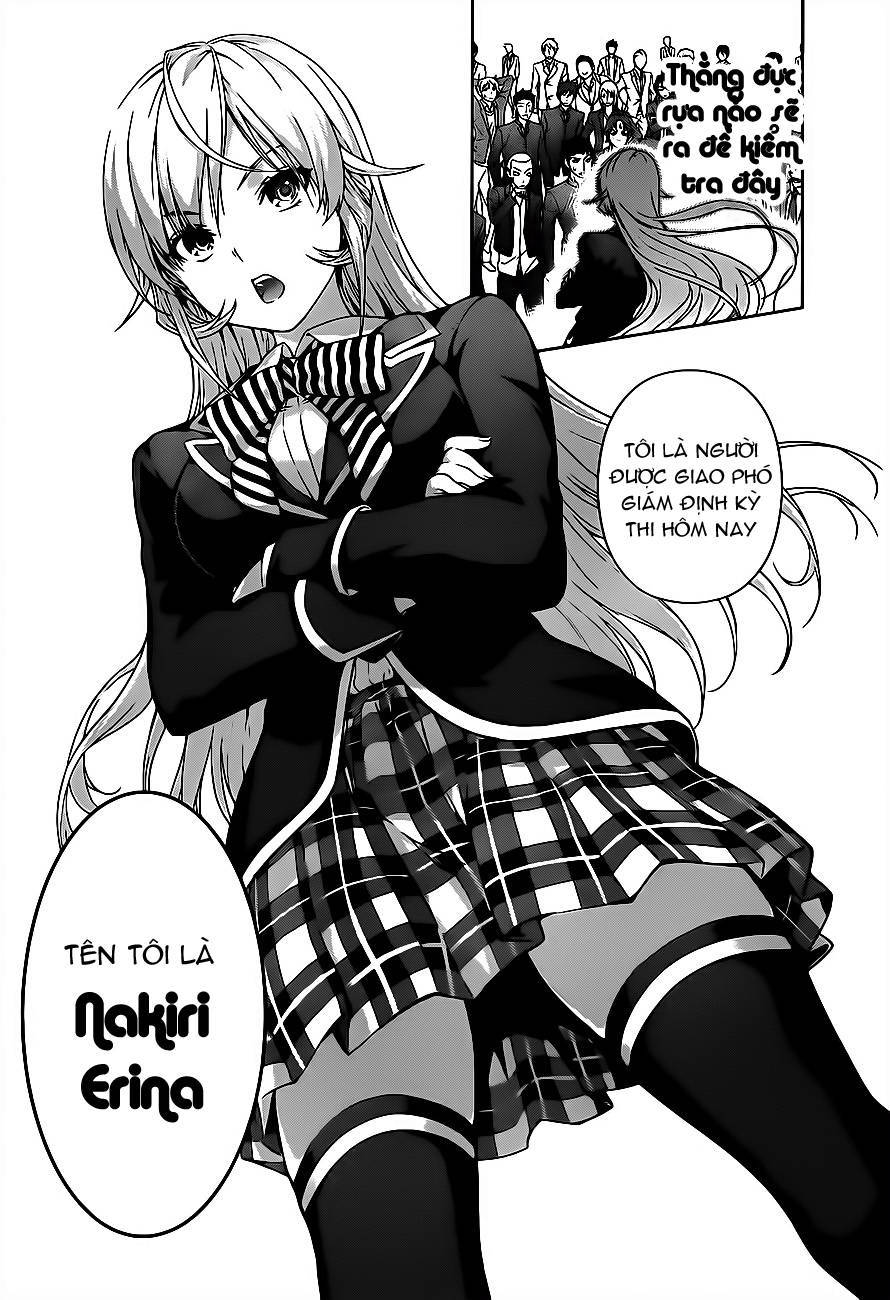 Thằng đực
rựa nào sẽ
ra đề kiểm
tra đây
TÔI LÀ NGƯỜI
ĐƯỢC GIAO PHÓ
GIÁM ĐỊNH KỲ
THI HÔM NAY
TÊN TÔI LÀ
Nakiri
Erina